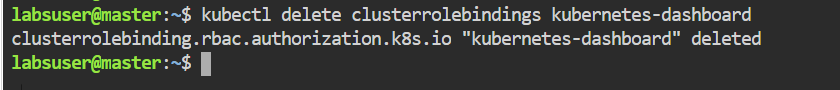 labsuser@master:~$ kubectl delete clusterrolebindings kubernetes-dashboard
clusterrolebinding.rbac.authorization.k8s.io "kubernetes-dashboard" deleted
labsuser@master:~$